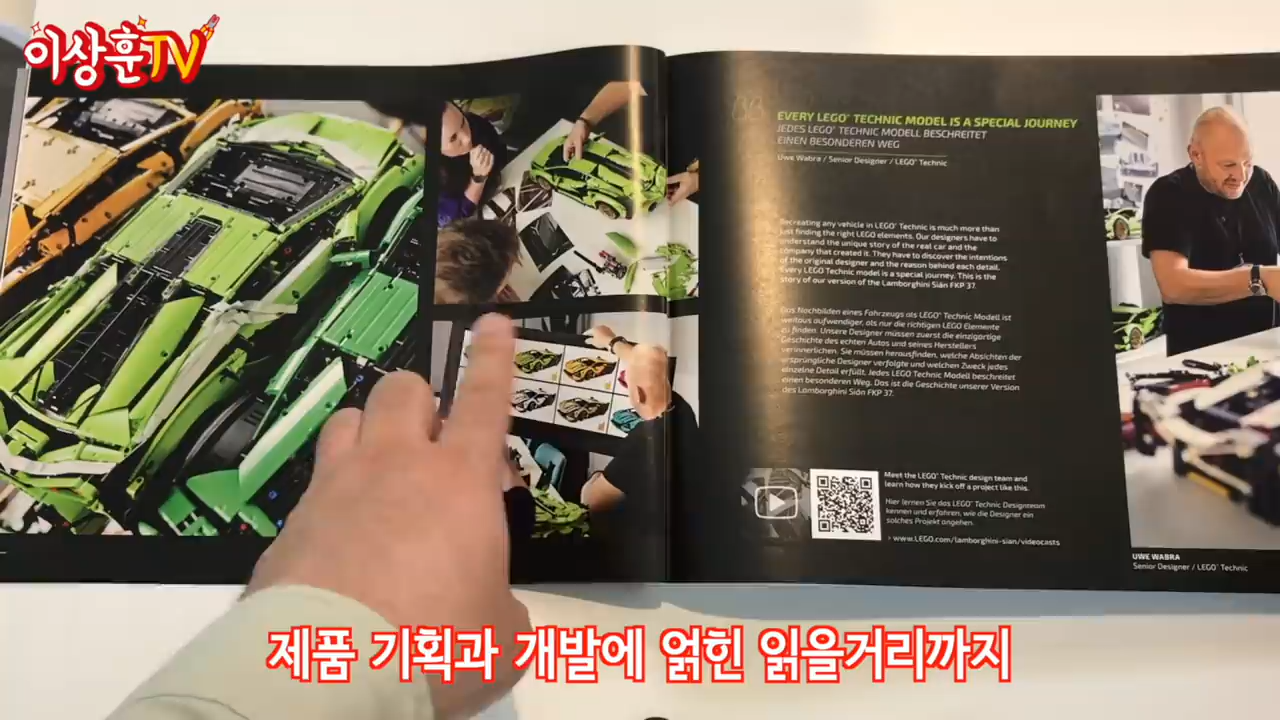 이상훈TV
EVERY LEGO® TECHNIC MODEL IS A SPECIAL JOURNEY
JEDES LEGO® TECHNIC MODELL BESCHREITET
EINEN BESONDEREN WEG
Uwe Wabra / Senior Designer / LEGO® Technic
Recreating any vehicle in LEGO® Technic is much more than
just finding the right LEGO elements. Our designers have to
understand the unique story of the real car and the
company that created it. They have to discover the intentions
of the original designer and the reason behind each detail.
Every LEGO Technic model is a special journey. This is the
story of our version of the Lamborghini Sián FKP 37.
Das Nachbilden eines Fahrzeugs als LEGO® Technic Modell ist
weitaus aufwendiger, als nur die richtigen LEGO Elemente
zu finden. Unsere Designer müssen zuerst die einzigartige
Geschichte des echten Autos und seines Herstellers
verinnerlichen. Sie müssen herausfinden, welche Absichten der
ursprüngliche Designer verfolgte und welchen Zweck jedes
einzelne Detail erfüllt. Jedes LEGO Technic Modell beschreitet
einen besonderen Weg. Das ist die Geschichte unserer Version
des Lamborghini Sián FKP 37.
Meet the LEGO® Technic design team and
learn how they kick off a project like this.
Hier lernen Sie das LEGO® Technic Designteam
kennen und erfahren, wie die Designer ein
solches Projekt angehen.
› www.LEGO.com/lamborghini-sian/videocasts
UWE WABRA
Senior Designer / LEGO® Technic
제품 기획과 개발에 얽힌 읽을거리까지